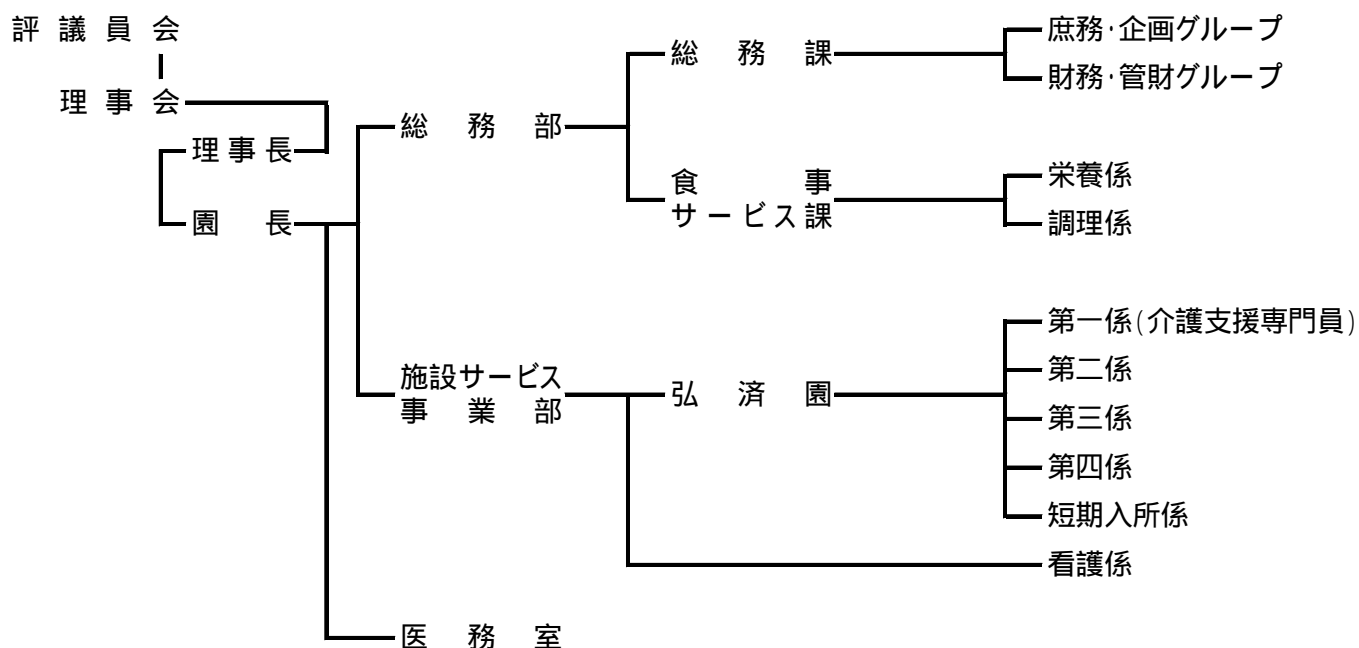 評議員会
理事会
理事長
園長
総務部
総務課
庶務・企画グループ
財務・管財グループ
食事
サービス課
栄養係
調理係
施設サービス
事業部
弘済園
第一係(介護支援専門員)
第二係
第三係
第四係
短期入所係
看護係
医務室